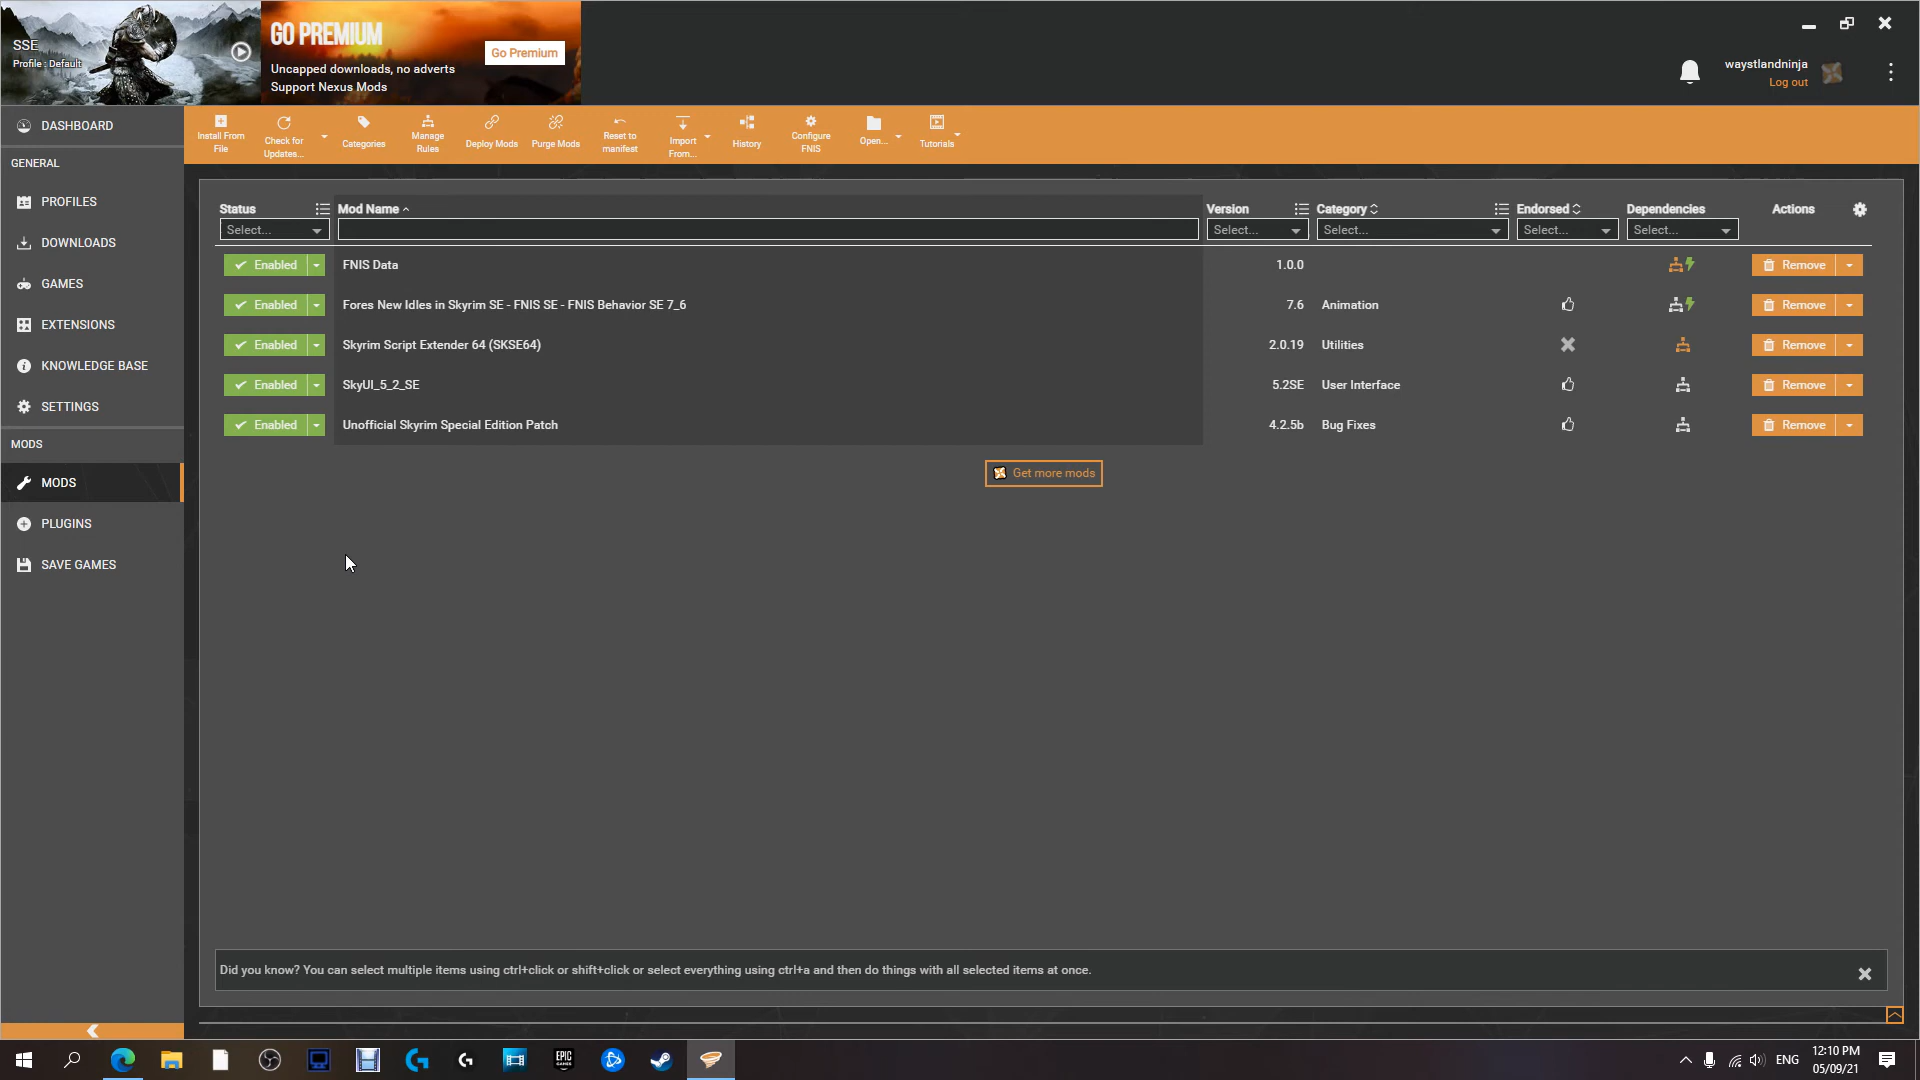 SSE
Profile : Default
GO PREMIUM
Uncapped downloads, no adverts
Support Nexus Mods
Go Premium
waystlandninja
Log out
DASHBOARD
GENERAL
PROFILES
DOWNLOADS
GAMES
EXTENSIONS
KNOWLEDGE BASE
SETTINGS
MODS
MODS
PLUGINS
SAVE GAMES
Install From
File
Check for
Updates...
Categories
Manage
Rules
Deploy Mods
Purge Mods
Reset to
manifest
Import
From...
History
Configure
FNIS
Open...
Tutorials
Status Mod Name Version Category Endorsed Dependencies Actions
Select... Select... Select... Select... Select...
Enabled FNIS Data 1.0.0 Remove
Enabled Fores New Idles in Skyrim SE - FNIS SE - FNIS Behavior SE 7_6 7.6 Animation Remove
Enabled Skyrim Script Extender 64 (SKSE64) 2.0.19 Utilities Remove
Enabled SkyUI_5_2_SE 5.2SE User Interface Remove
Enabled Unofficial Skyrim Special Edition Patch 4.2.5b Bug Fixes Remove
Get more mods
Did you know? You can select multiple items using ctrl+click or shift+click or select everything using ctrl+a and then do things with all selected items at once.
EPIC
GAMES
ENG
12:10 PM
05/09/21